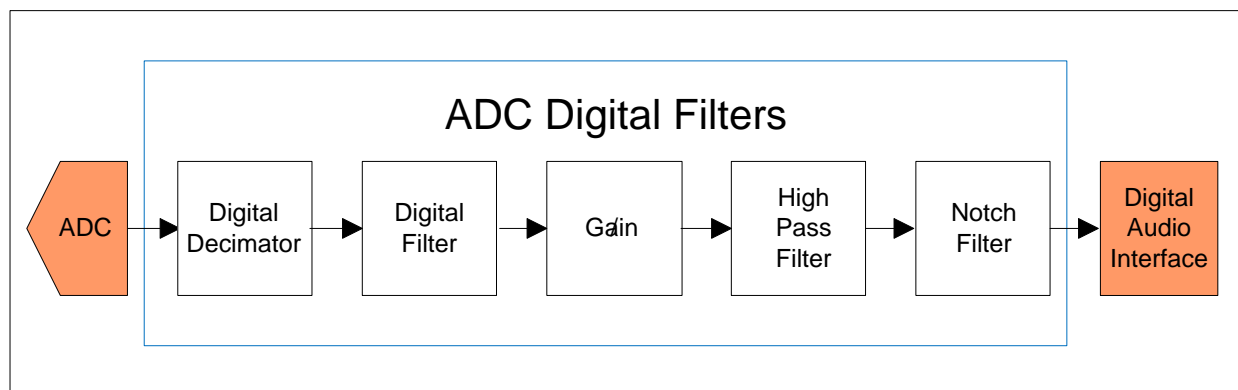 ADC Digital Filters
ADC
Digital
Decimator
Digital
Filter
Gain
High
Pass
Filter
Notch
Filter
Digital
Audio
Interface